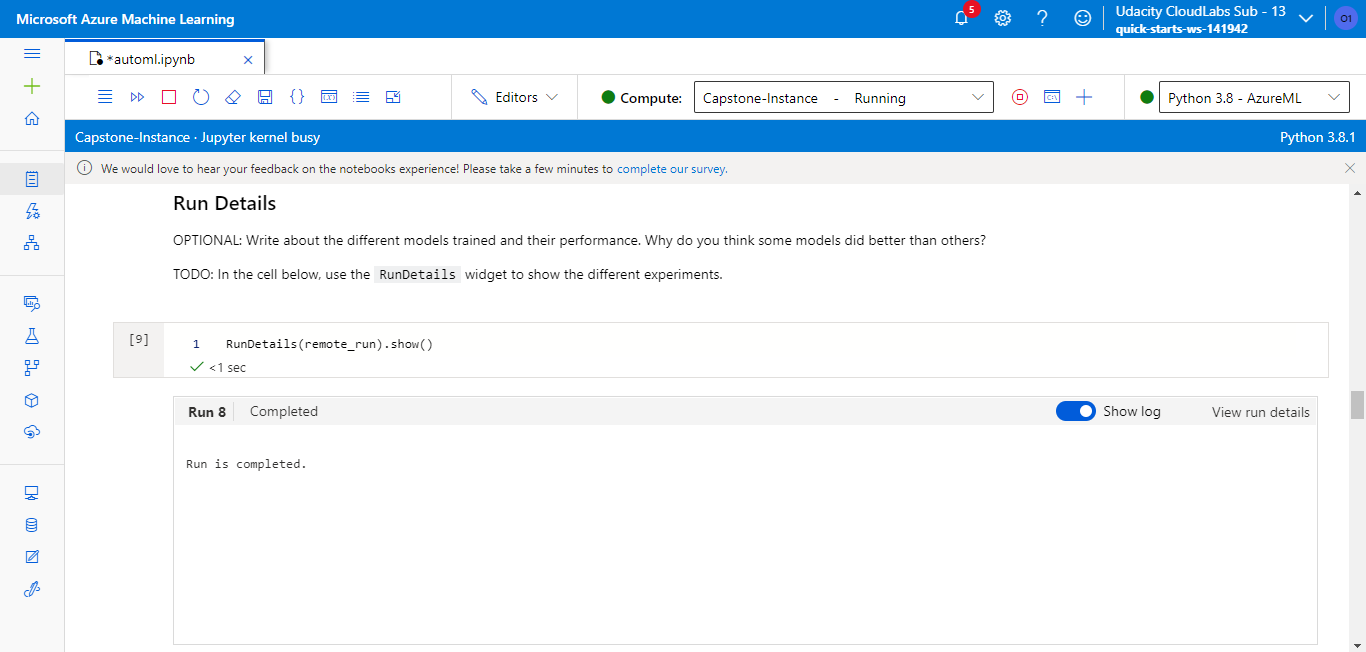 Microsoft Azure Machine Learning
5
Udacity CloudLabs Sub - 13
quick-starts-ws-141942
O1
*automl.ipynb
Editors
Compute:
Capstone-Instance - Running
Python 3.8 - AzureML
Capstone-Instance · Jupyter kernel busy
Python 3.8.1
We would love to hear your feedback on the notebooks experience! Please take a few minutes to complete our survey.
Run Details
OPTIONAL: Write about the different models trained and their performance. Why do you think some models did better than others?
TODO: In the cell below, use the RunDetails widget to show the different experiments.
[9]
1 RunDetails(remote_run).show()
<1 sec
Run 8 Completed
Show log
View run details
Run is completed.